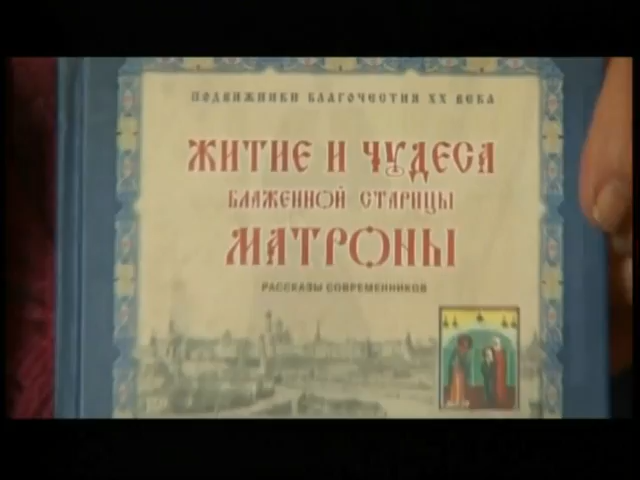 ПОДВИЖНИКИ БЛАГОЧЕСТИЯ XX ВЕКА
ЖИТИЕ И ЧУДЕСА
БЛАЖЕННОЙ СТАРИЦЫ
МАТРОНЫ
РАССКАЗЫ СОВРЕМЕННИКОВ